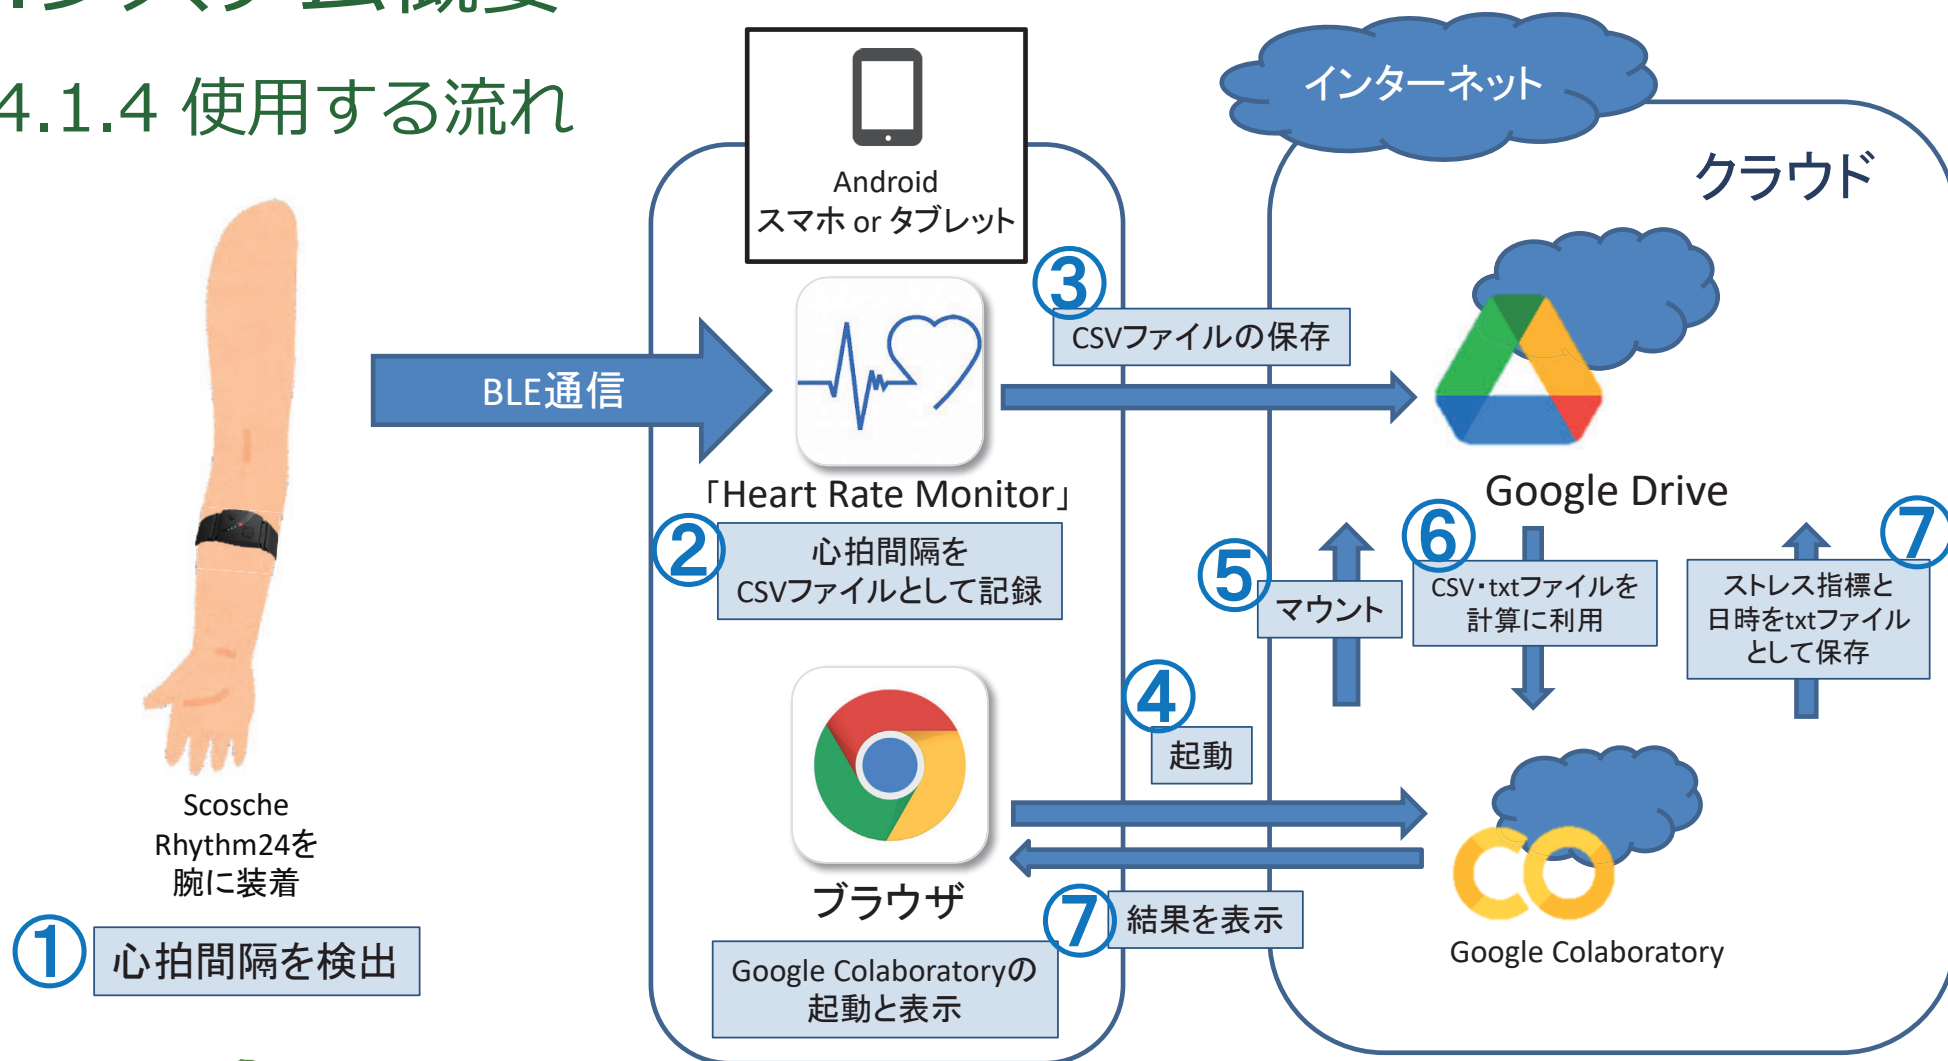 4.1.4 使用する流れ
Android
スマホ or タブレット
インターネット
クラウド
③
CSVファイルの保存
BLE通信
「Heart Rate Monitor」
②
心拍間隔を
CSVファイルとして記録
Google Drive
⑤
マウント
⑥
CSV・txtファイルを
計算に利用
⑦
ストレス指標と
日時をtxtファイル
として保存
④
起動
Scosche
Rhythm24を
腕に装着
①
心拍間隔を検出
ブラウザ
⑦
結果を表示
Google Colaboratoryの
起動と表示
Google Colaboratory